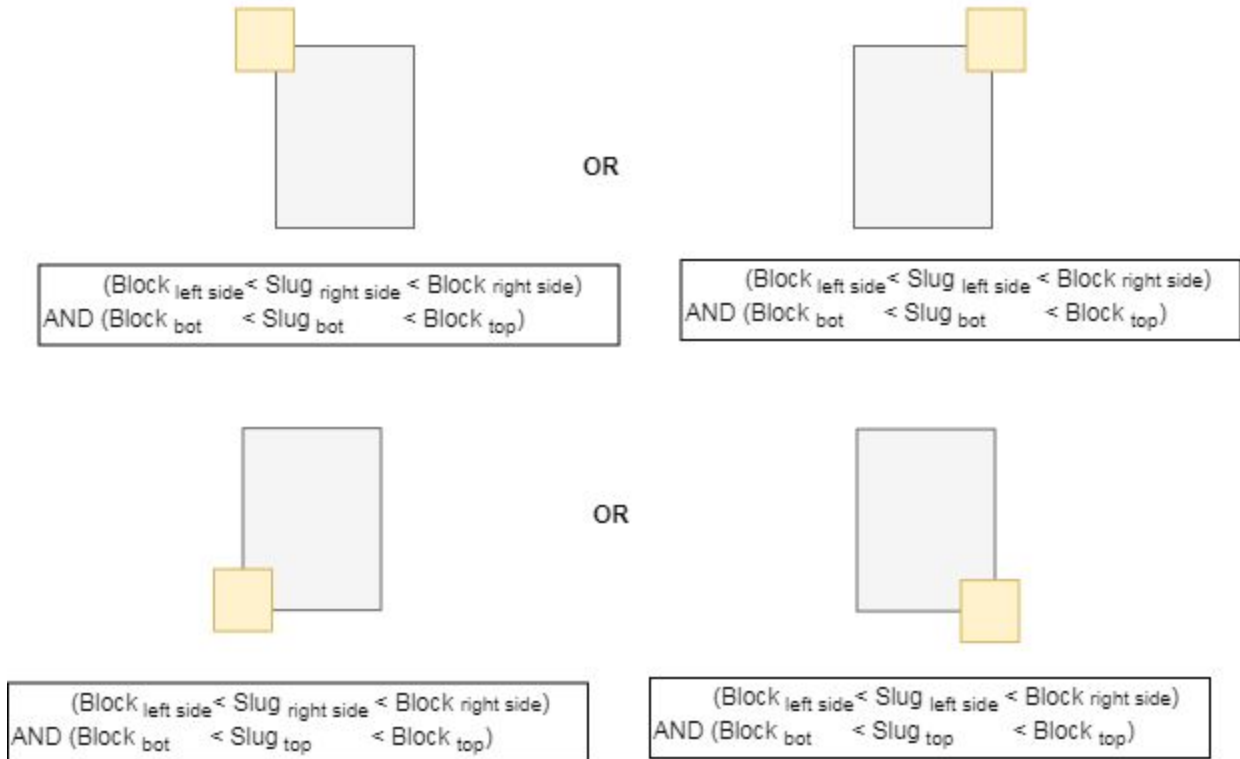 OR
(Block left side < Slug right side < Block right side)
AND (Block bot < Slug bot < Block top)
(Block left side < Slug left side < Block right side)
AND (Block bot < Slug bot < Block top)
OR
(Block left side < Slug right side < Block right side)
AND (Block bot < Slug top < Block top)
(Block left side < Slug left side < Block right side)
AND (Block bot < Slug top < Block top)